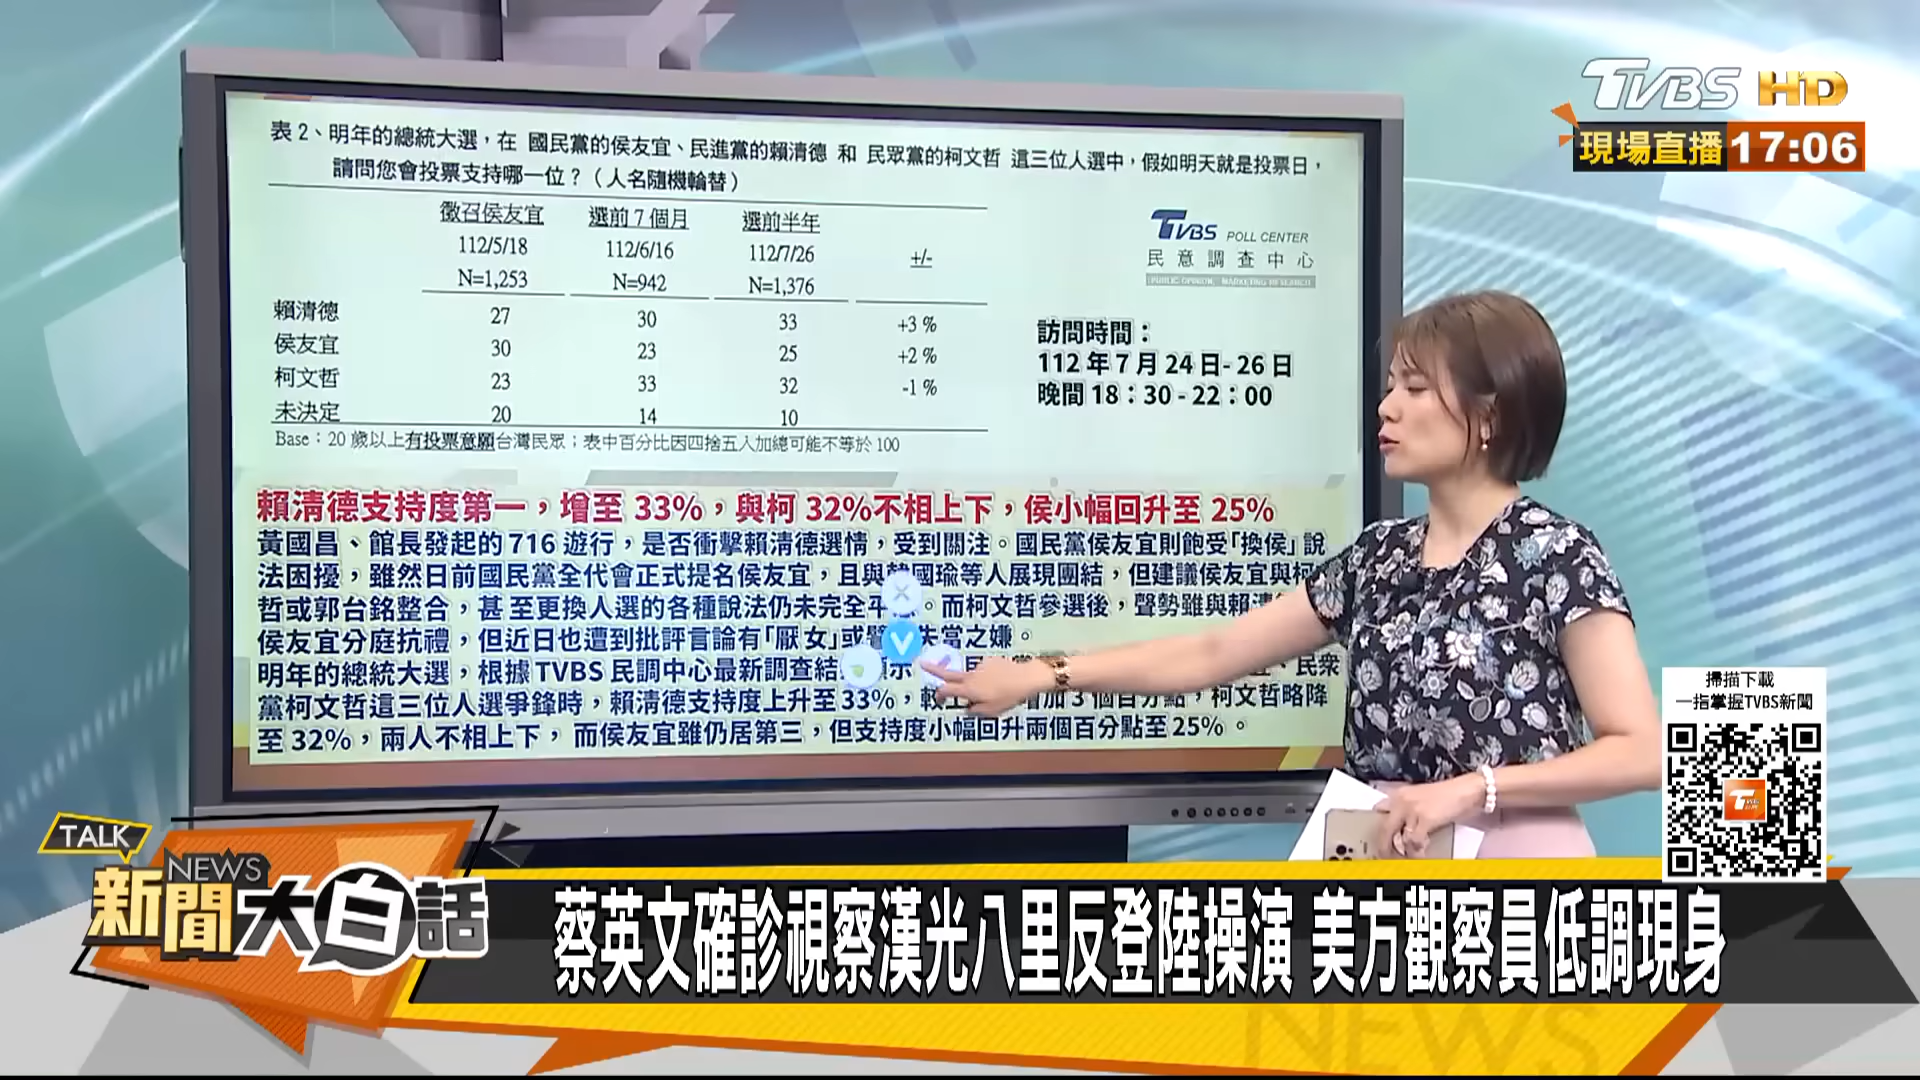 TVBS HD
現場直播 17:06
表 2、明年的總統大選，在 國民黨的侯友宜、民進黨的賴清德 和 民眾黨的柯文哲 這三位人選中，假如明天就是投票日，
請問您會投票支持哪一位？（人名隨機輪替）
徵召侯友宜 選前 7 個月 選前半年
112/5/18 112/6/16 112/7/26 +/-
N=1,253 N=942 N=1,376
賴清德 27 30 33 +3 %
侯友宜 30 23 25 +2 %
柯文哲 23 33 32 -1 %
未決定 20 14 10
Base：20 歲以上有投票意願台灣民眾；表中百分比因四捨五入加總可能不等於 100
TVBS POLL CENTER
民意調查中心
PUBLIC OPINION, MARKETING RESEARCH
訪問時間：
112 年 7 月 24 日- 26 日
晚間 18：30 - 22：00
賴清德支持度第一，增至 33%，與柯 32%不相上下，侯小幅回升至 25%
黃國昌、館長發起的 716 遊行，是否衝擊賴清德選情，受到關注。國民黨侯友宜則飽受「換侯」說
法困擾，雖然日前國民黨全代會正式提名侯友宜，且與韓國瑜等人展現團結，但建議侯友宜與柯
哲或郭台銘整合，甚至更換人選的各種說法仍未完全平。而柯文哲參選後，聲勢雖與賴清
侯友宜分庭抗禮，但近日也遭到批評言論有「厭女」或失當之嫌。
明年的總統大選，根據 TVBS 民調中心最新調查結 示 民 、民眾
黨柯文哲這三位人選爭鋒時，賴清德支持度上升至 33%，較 增加 3 個百分點，柯文哲略降
至 32%，兩人不相上下，而侯友宜雖仍居第三，但支持度小幅回升兩個百分點至 25%。
掃描下載
一指掌握TVBS新聞
TALK
NEWS
新聞大白話
蔡英文確診視察漢光八里反登陸操演 美方觀察員低調現身
NEWS